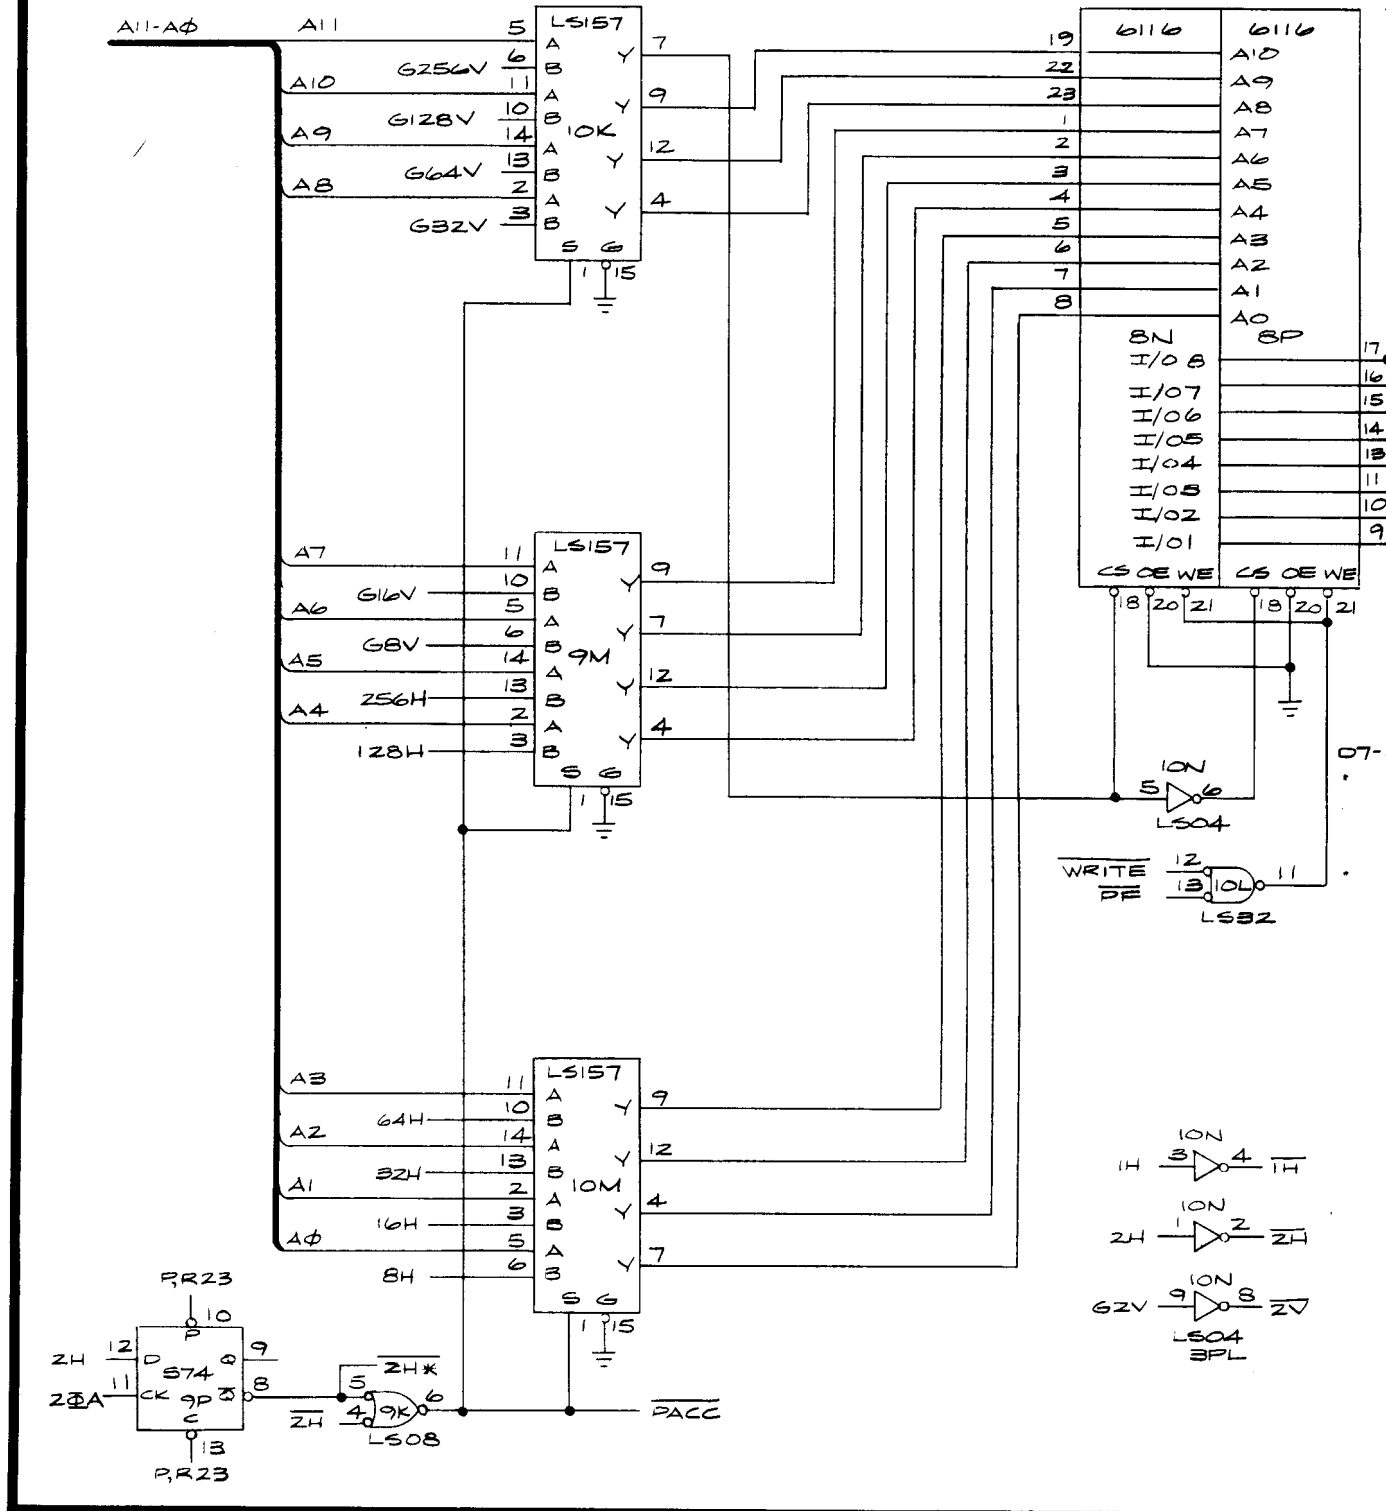 A11-AΦ
A11
5
LS157
A
Y
7
G256V
6
B
A10
11
A
Y
9
G128V
10
B
10K
A9
14
A
Y
12
G64V
13
B
A8
2
A
Y
4
G32V
3
B
S
G
1
15
6116
6116
19
A10
22
A9
23
A8
1
A7
2
A6
3
A5
4
A4
5
A3
6
A2
7
A1
8
A0
8N
8P
I/O 8
17
I/O7
16
I/O6
15
I/O5
14
I/O4
13
I/O3
11
I/O2
10
I/O1
9
CS OE WE
CS OE WE
18
20
21
18
20
21
A7
11
LS157
A
Y
9
G16V
10
B
A6
5
A
Y
7
G8V
6
B
9M
A5
14
A
Y
12
256H
13
B
A4
2
A
Y
4
128H
3
B
S
G
1
15
D7-
10N
5
6
LS04
WRITE
12
PF
13
10L
11
LS32
A3
11
LS157
A
Y
9
64H
10
B
A2
14
A
Y
12
32H
13
B
10M
A1
2
A
Y
4
16H
3
B
AΦ
5
A
Y
7
8H
6
B
S
G
1
15
10N
1H
3
4
1H
10N
2H
1
2
2H
10N
G2V
9
8
2V
LS04
3PL
P,R23
10
P
2H
12
D
Q
9
S74
2ΦA
11
CK
9P
Q
8
C
13
P,R23
2H*
5
2H
4
9K
6
LS08
PACC